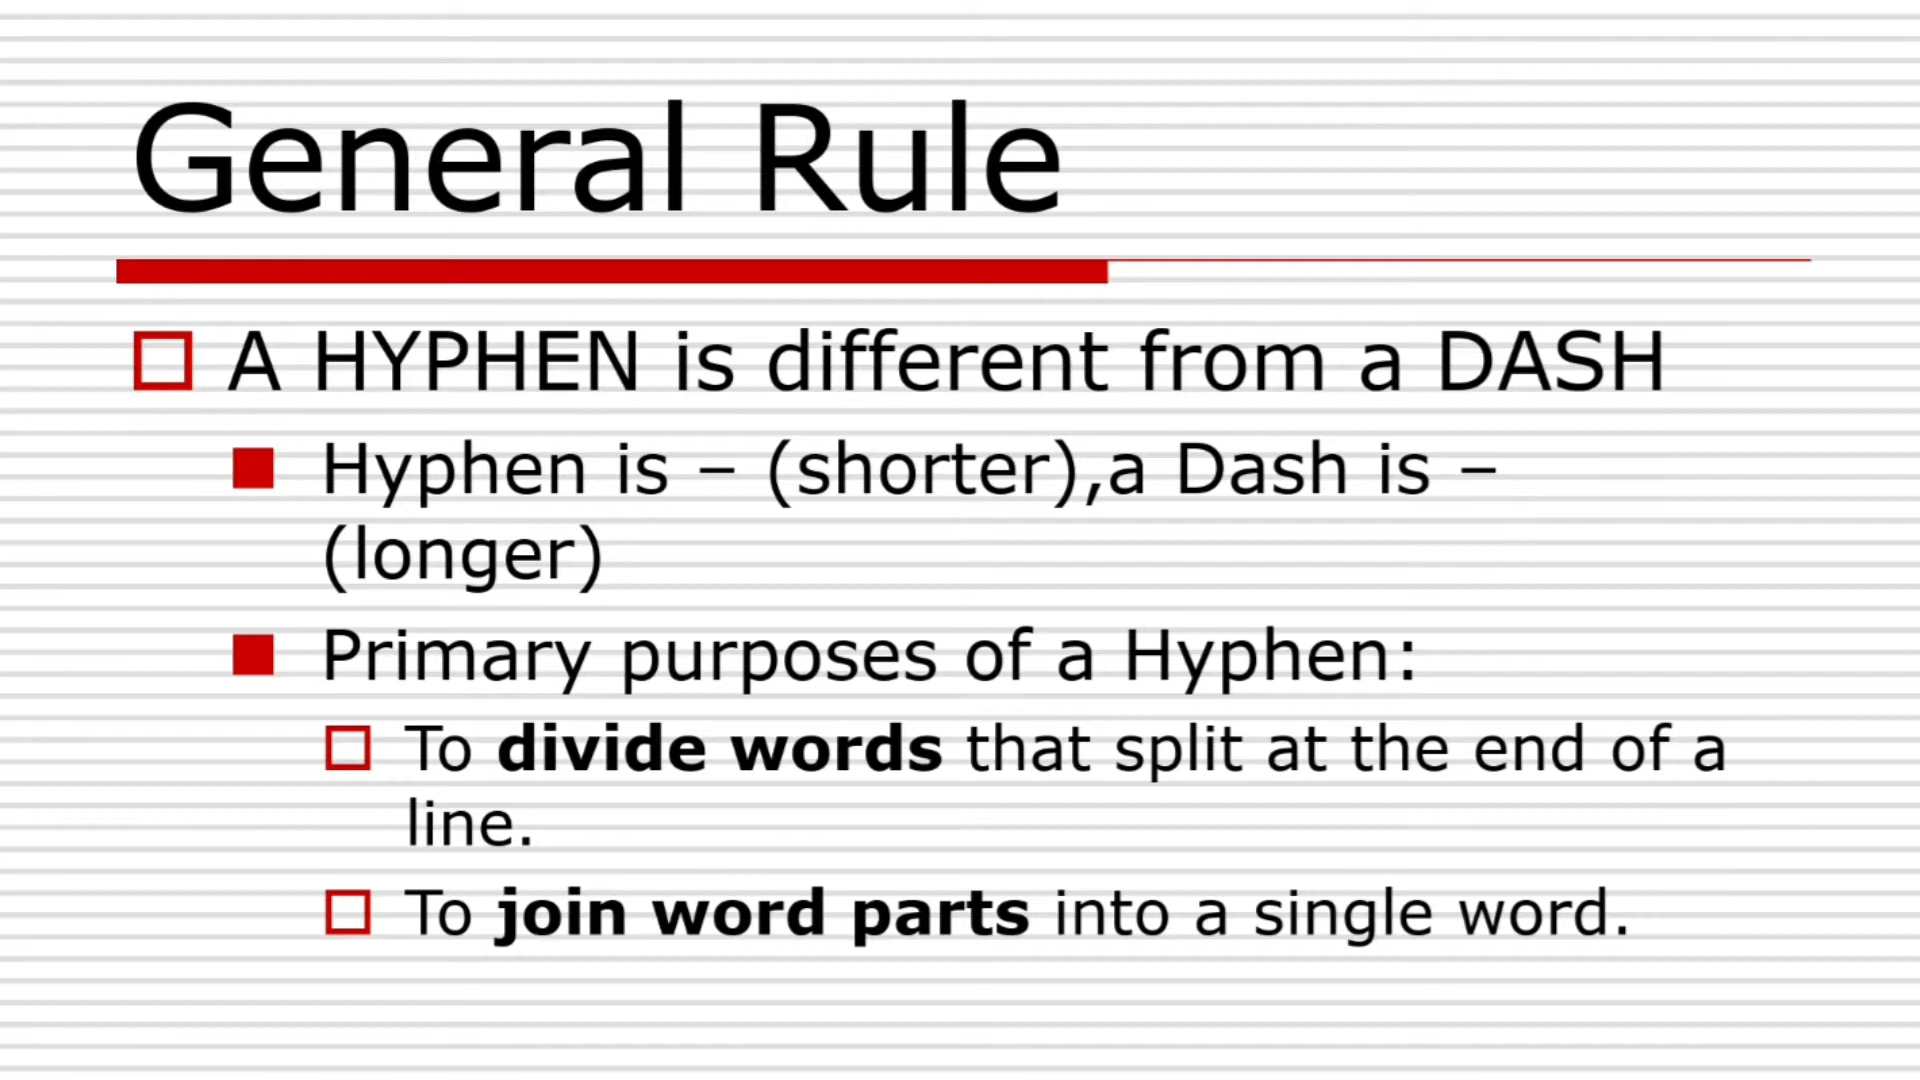 General Rule
A HYPHEN is different from a DASH
Hyphen is – (shorter),a Dash is –
(longer)
Primary purposes of a Hyphen:
To divide words that split at the end of a
line.
To join word parts into a single word.